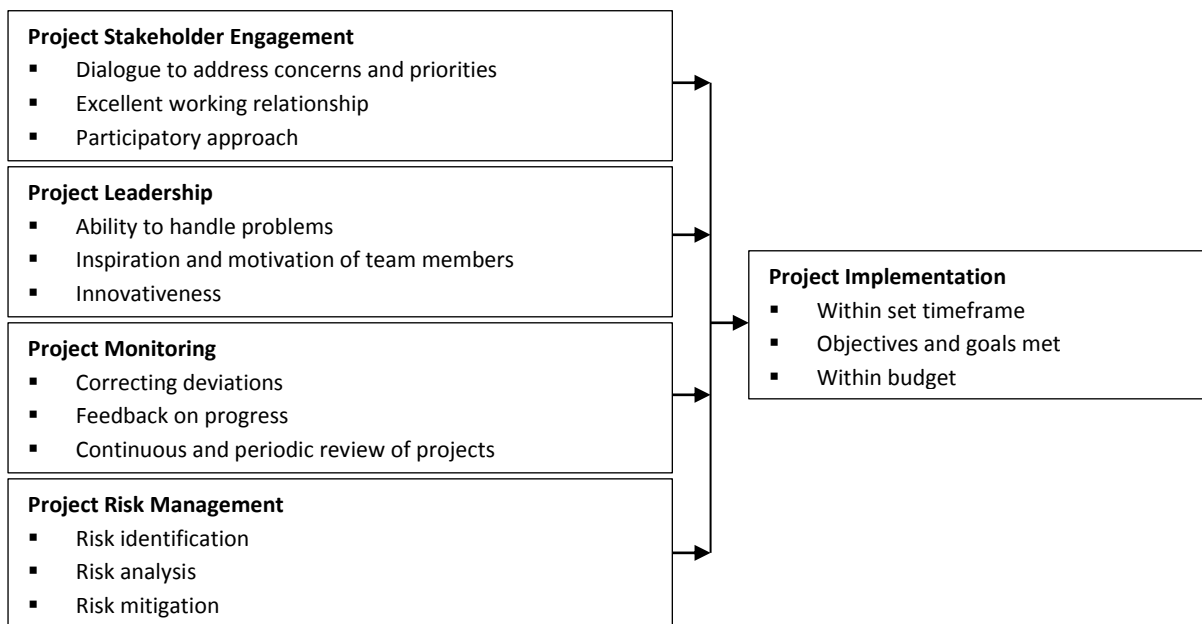 Project Stakeholder Engagement
▪ Dialogue to address concerns and priorities
▪ Excellent working relationship
▪ Participatory approach
Project Leadership
▪ Ability to handle problems
▪ Inspiration and motivation of team members
▪ Innovativeness
Project Monitoring
▪ Correcting deviations
▪ Feedback on progress
▪ Continuous and periodic review of projects
Project Risk Management
▪ Risk identification
▪ Risk analysis
▪ Risk mitigation
Project Implementation
▪ Within set timeframe
▪ Objectives and goals met
▪ Within budget